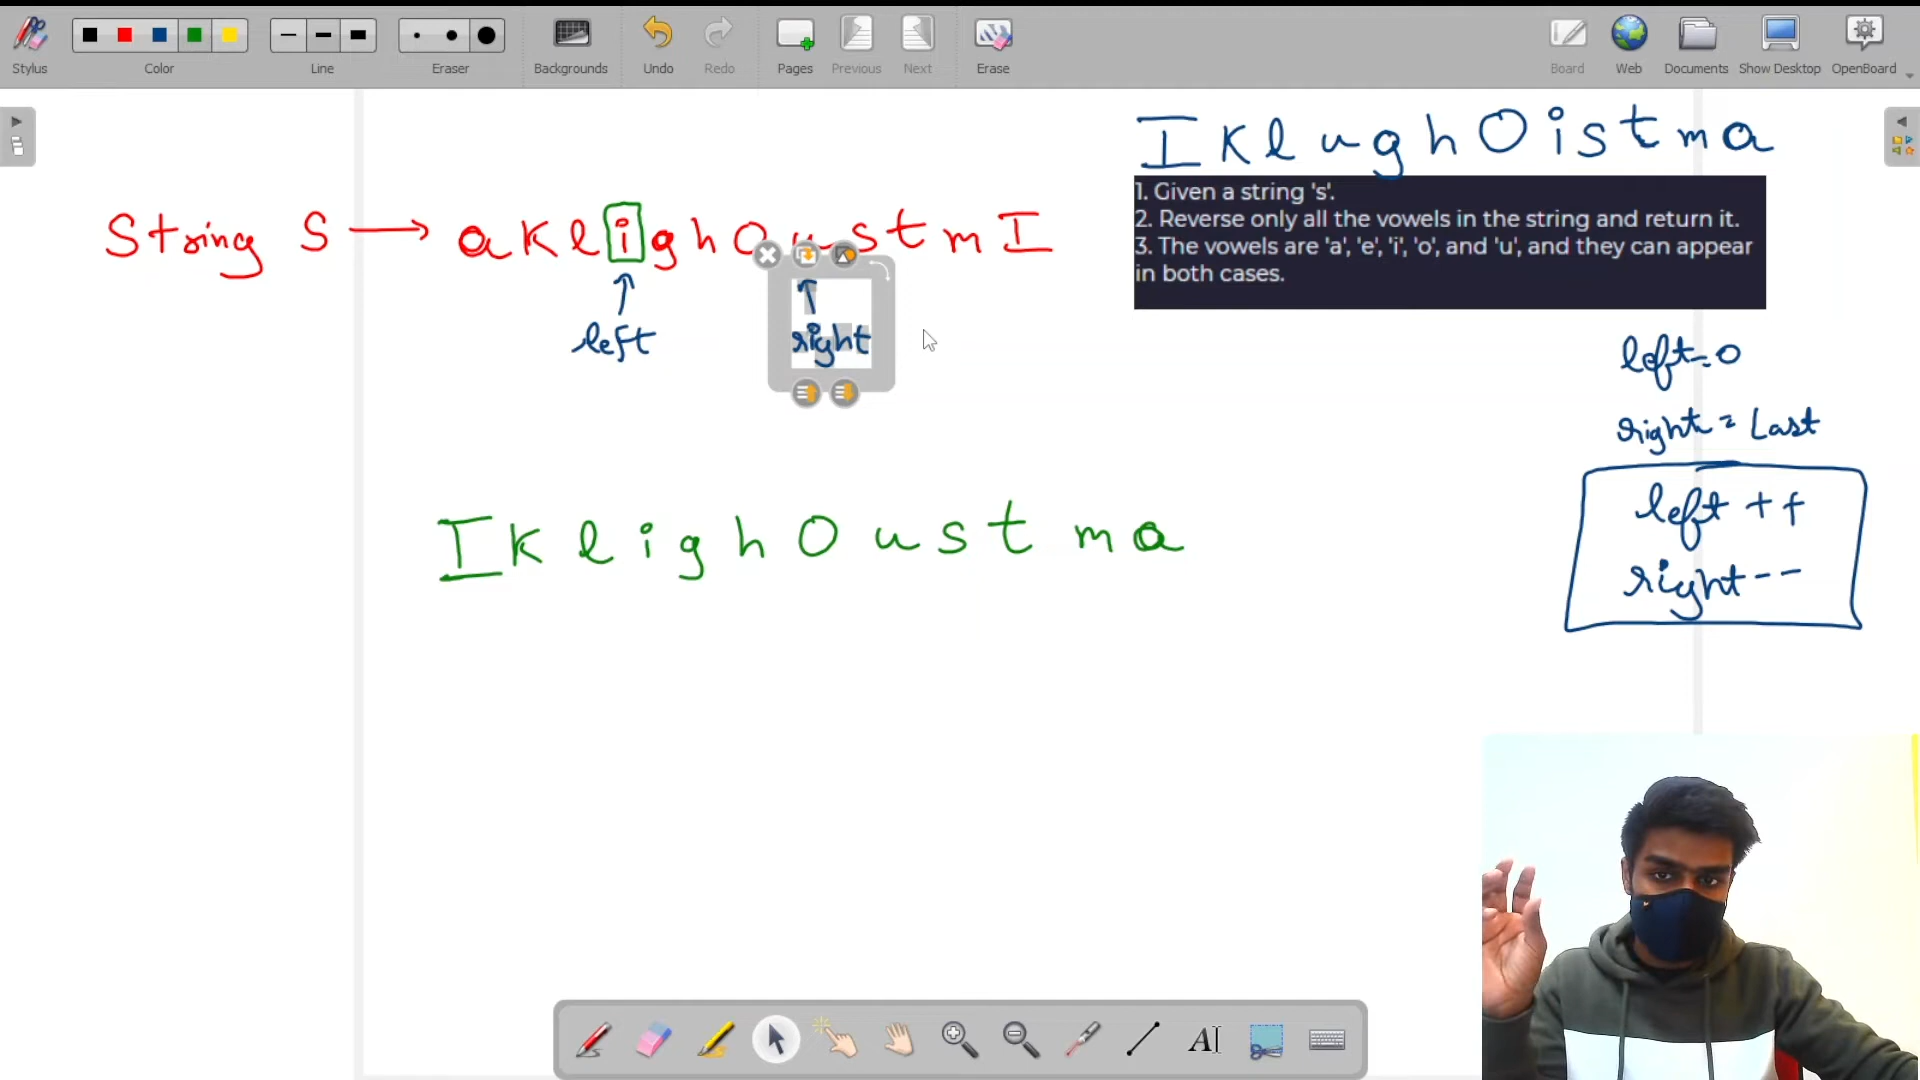 Stylus
Color
Line
Eraser
Backgrounds
Undo
Redo
Pages
Previous
Next
Erase
Board
Web
Documents
Show Desktop
OpenBoard
I K l u g h O i s t m a
1. Given a string 's'.
2. Reverse only all the vowels in the string and return it.
3. The vowels are 'a', 'e', 'i', 'o', and 'u', and they can appear
in both cases.
String S → a K l i g h O u s t m I
left
right
left = 0
right = Last
left ++
right --
I K l i g h O u s t m a
AI